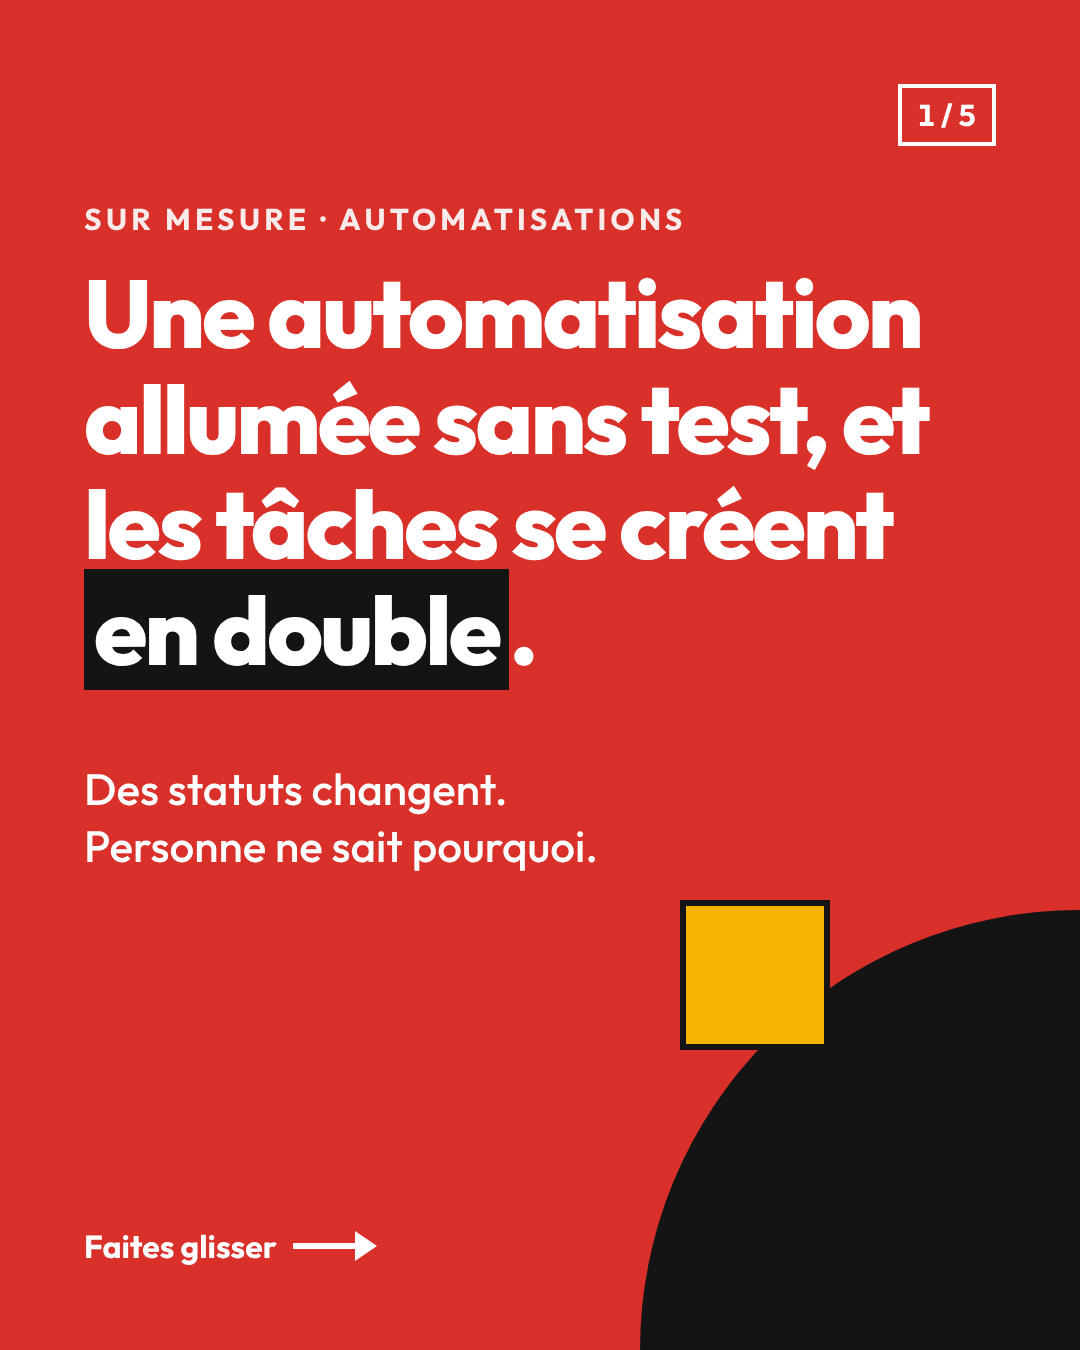 1/5
SUR MESURE · AUTOMATISATIONS
Une automatisation
allumée sans test, et
les tâches se créent
en double.
Des statuts changent.
Personne ne sait pourquoi.
Faites glisser